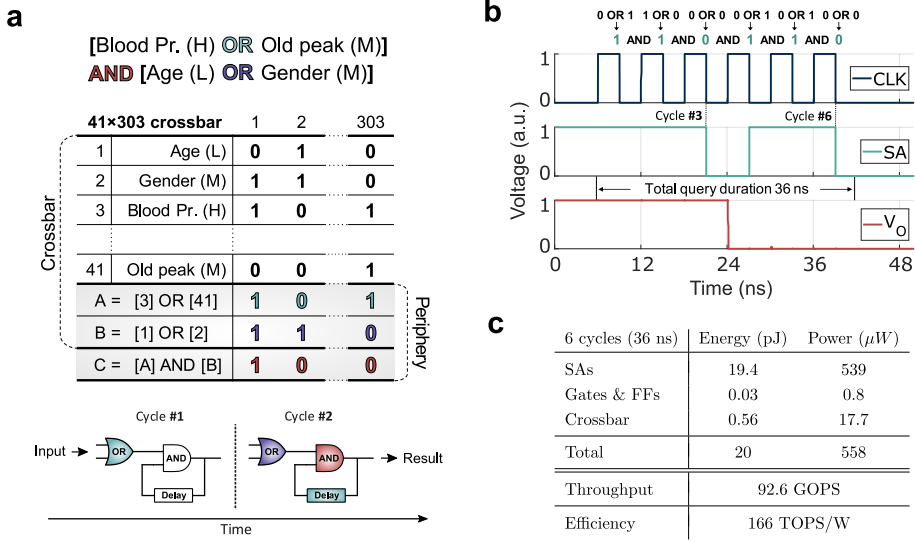 a
[Blood Pr. (H) OR Old peak (M)]
AND [Age (L) OR Gender (M)]
41×303 crossbar 1 2 303
1 Age (L) 0 1 0
2 Gender (M) 1 1 0
3 Blood Pr. (H) 1 0 1
41 Old peak (M) 0 0 1
A = [3] OR [41] 1 0 1
B = [1] OR [2] 1 1 0
C = [A] AND [B] 1 0 0
Crossbar
Periphery
Cycle #1 Cycle #2
Input OR AND Delay OR AND Delay Result
Time
b
0 OR 1 1 OR 0 0 OR 0 0 OR 1 0 OR 1 0 OR 0
1 AND 1 AND 0 AND 1 AND 1 AND 0
1 CLK
0
Cycle #3 Cycle #6
1 SA
0
Total query duration 36 ns
1 VO
0
Voltage (a.u.)
0 12 24 36 48
Time (ns)
c
6 cycles (36 ns) Energy (pJ) Power (μW)
SAs 19.4 539
Gates & FFs 0.03 0.8
Crossbar 0.56 17.7
Total 20 558
Throughput 92.6 GOPS
Efficiency 166 TOPS/W